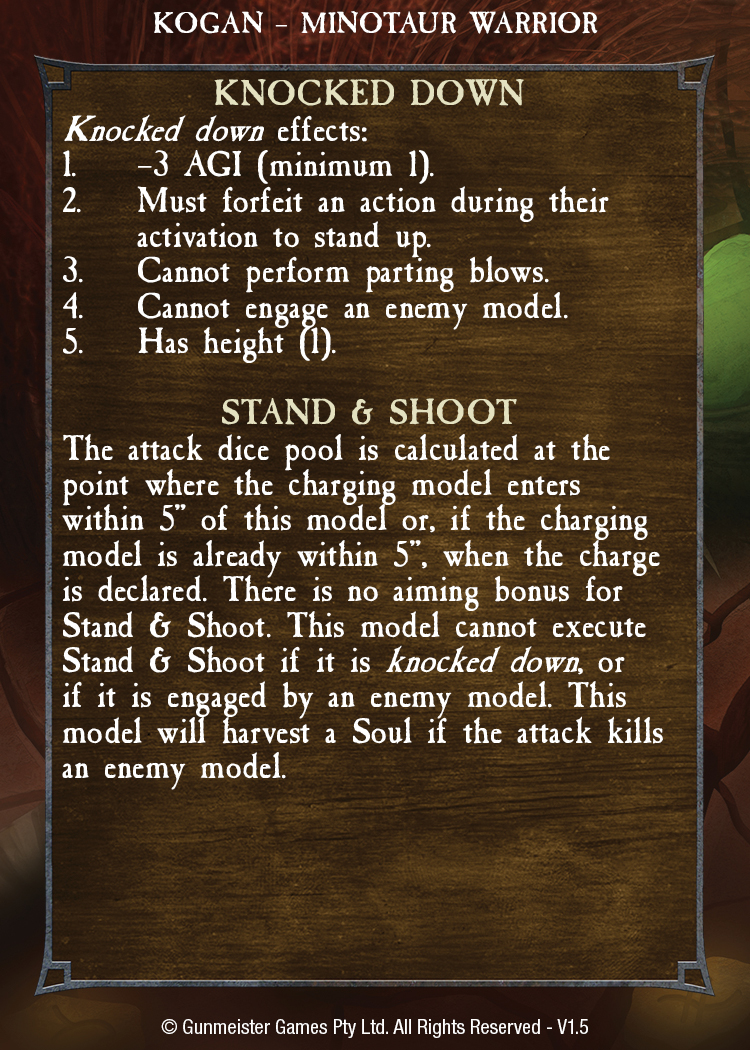 KOGAN – MINOTAUR WARRIOR
KNOCKED DOWN
Knocked down effects:
1. –3 AGI (minimum 1).
2. Must forfeit an action during their
activation to stand up.
3. Cannot perform parting blows.
4. Cannot engage an enemy model.
5. Has height (1).
STAND & SHOOT
The attack dice pool is calculated at the
point where the charging model enters
within 5” of this model or, if the charging
model is already within 5”, when the charge
is declared. There is no aiming bonus for
Stand & Shoot. This model cannot execute
Stand & Shoot if it is knocked down, or
if it is engaged by an enemy model. This
model will harvest a Soul if the attack kills
an enemy model.
© Gunmeister Games Pty Ltd. All Rights Reserved - V1.5